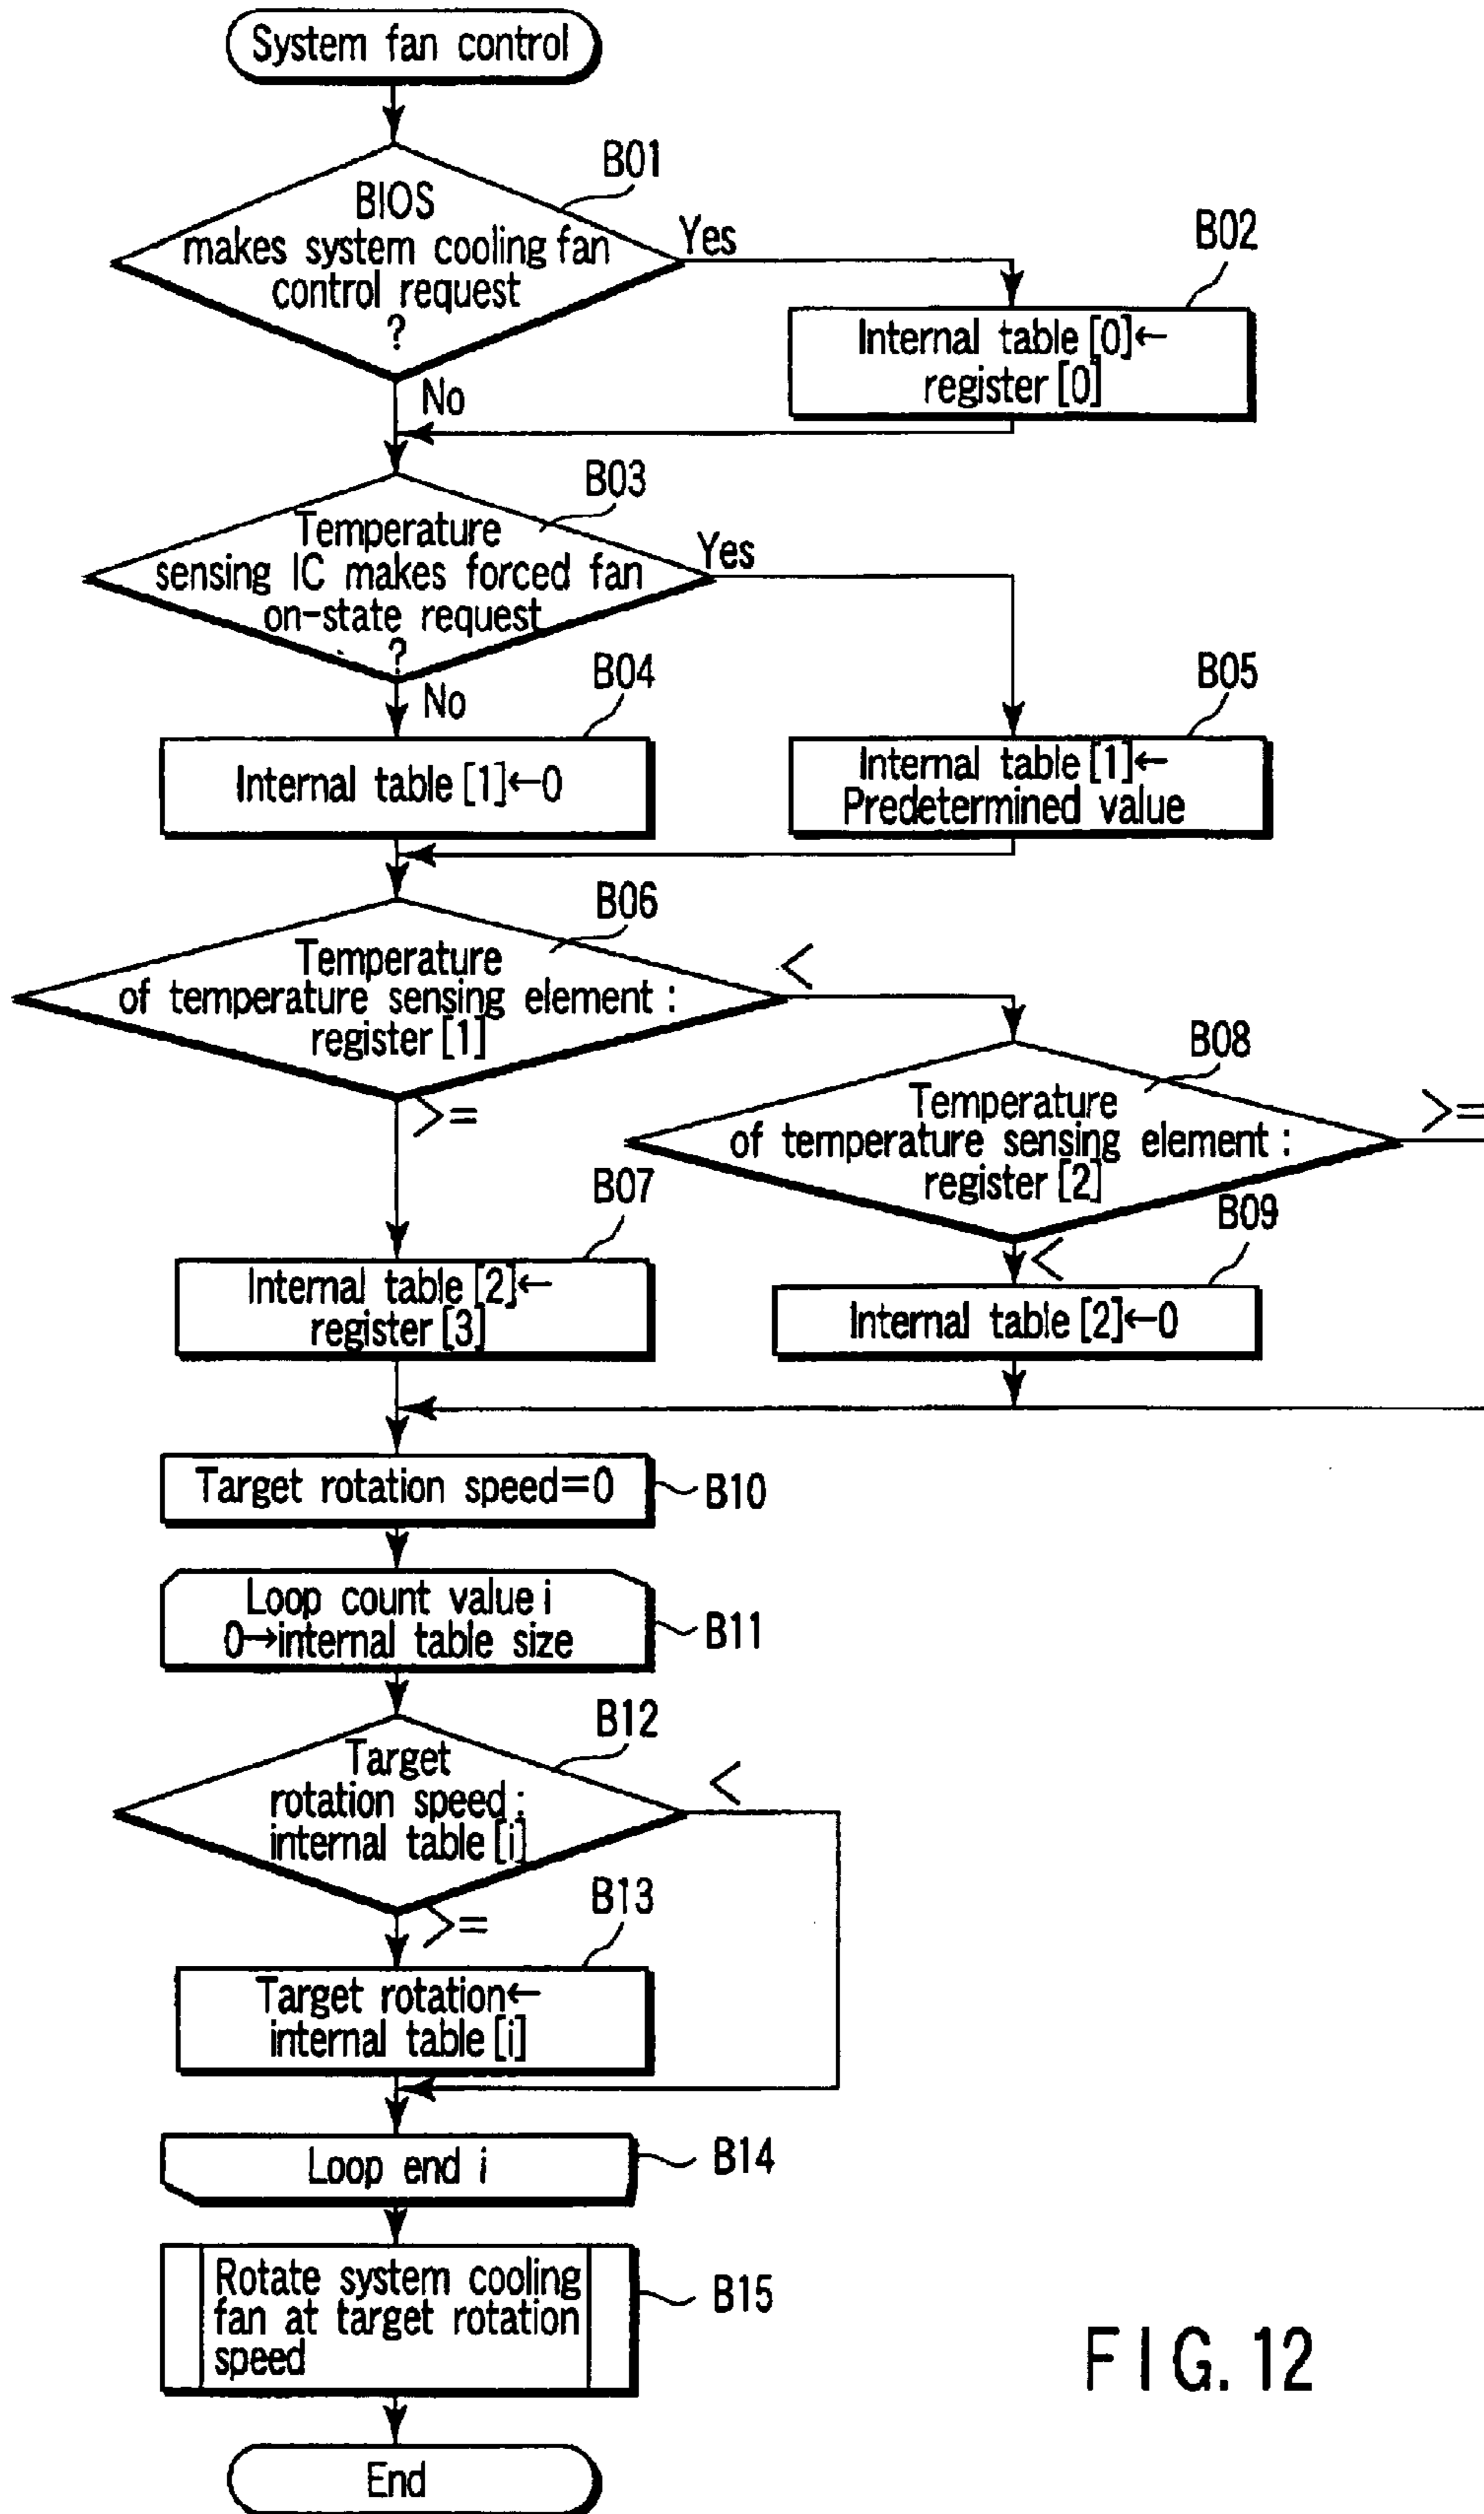 System fan control
B01
BIOS
makes system cooling fan
control request
?
Yes
B02
Internal table [0]←
register [0]
No
B03
Temperature
sensing IC makes forced fan
on-state request
?
Yes
B04
No
B05
Internal table [1]←0
Internal table [1]←
Predetermined value
B06
Temperature
of temperature sensing element :
register [1]
<
>=
B08
Temperature
of temperature sensing element :
register [2]
>=
B07
B09
<
Internal table [2]←
register [3]
Internal table [2]←0
Target rotation speed=0
B10
Loop count value i
0→internal table size
B11
B12
Target
rotation speed :
internal table [i]
<
>=
B13
Target rotation←
internal table [i]
Loop end i
B14
Rotate system cooling
fan at target rotation
speed
B15
End
FIG. 12